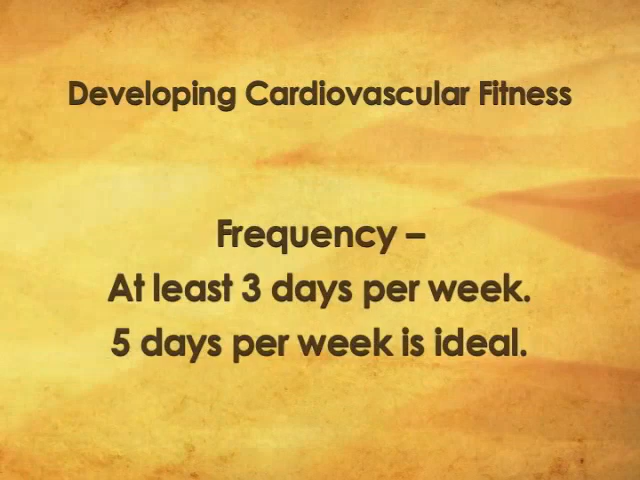 Developing Cardiovascular Fitness
Frequency –
At least 3 days per week.
5 days per week is ideal.